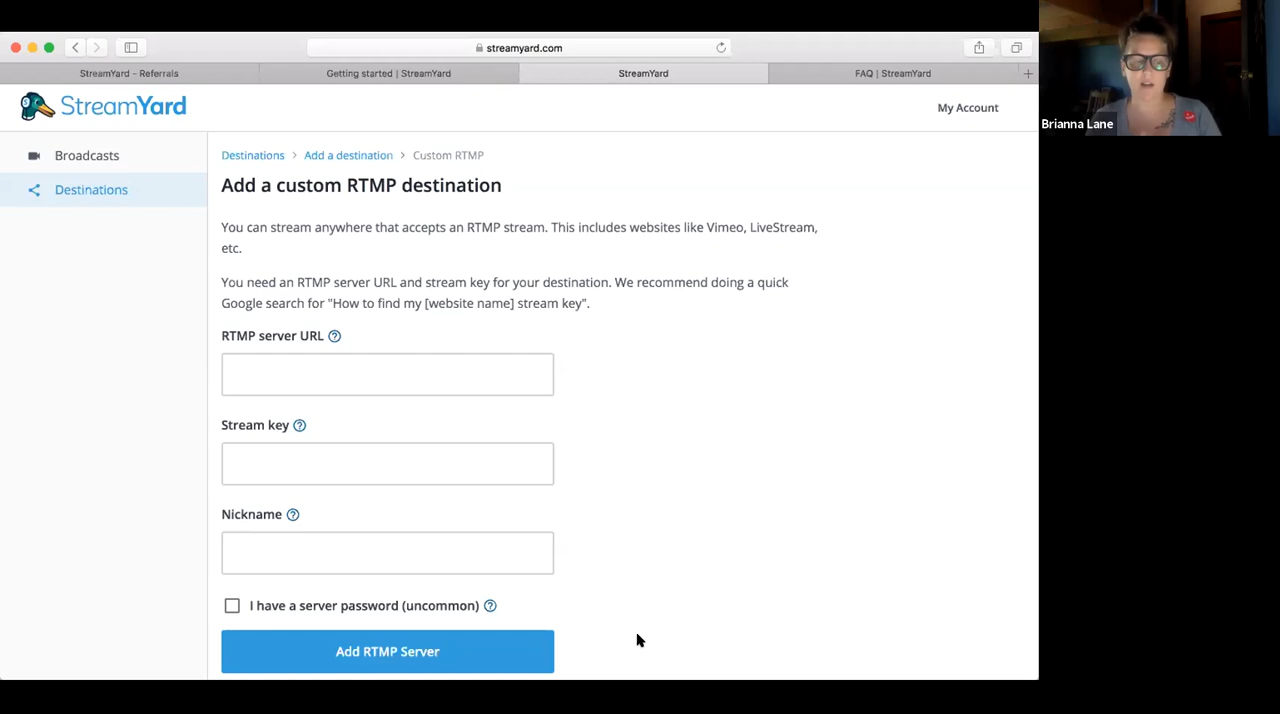 streamyard.com
StreamYard - Referrals
Getting started | StreamYard
StreamYard
FAQ | StreamYard
StreamYard
My Account
Brianna Lane
Broadcasts
Destinations
Destinations > Add a destination > Custom RTMP
Add a custom RTMP destination
You can stream anywhere that accepts an RTMP stream. This includes websites like Vimeo, LiveStream,
etc.
You need an RTMP server URL and stream key for your destination. We recommend doing a quick
Google search for "How to find my [website name] stream key".
RTMP server URL ?
Stream key ?
Nickname ?
I have a server password (uncommon) ?
Add RTMP Server